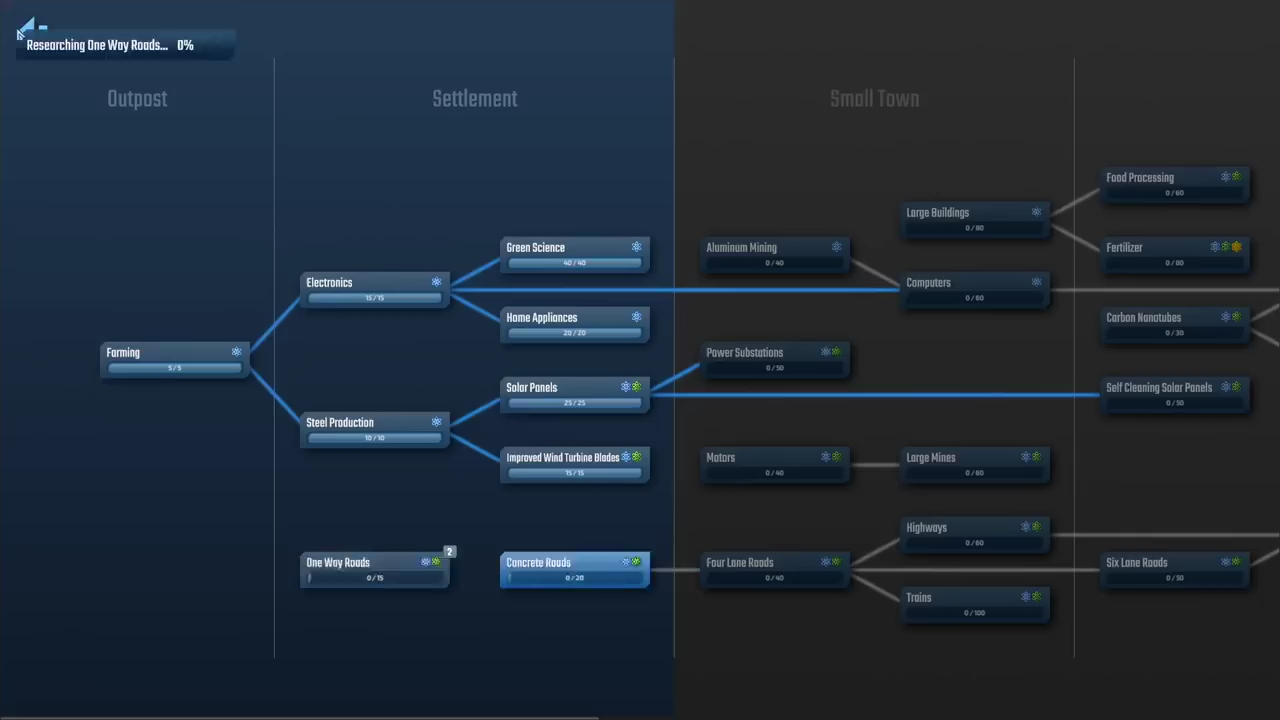 Researching One Way Roads... 0%
Outpost
Settlement
Small Town
Food Processing
0/60
Large Buildings
0/80
Green Science
40/40
Aluminum Mining
0/40
Fertilizer
0/80
Electronics
15/15
Computers
0/60
Home Appliances
20/20
Carbon Nanotubes
0/30
Farming
5/5
Power Substations
0/50
Solar Panels
25/25
Self Cleaning Solar Panels
0/50
Steel Production
10/10
Improved Wind Turbine Blades
15/15
Motors
0/40
Large Mines
0/60
Highways
0/60
2
One Way Roads
0/15
Concrete Roads
0/20
Four Lane Roads
0/40
Six Lane Roads
0/50
Trains
0/100